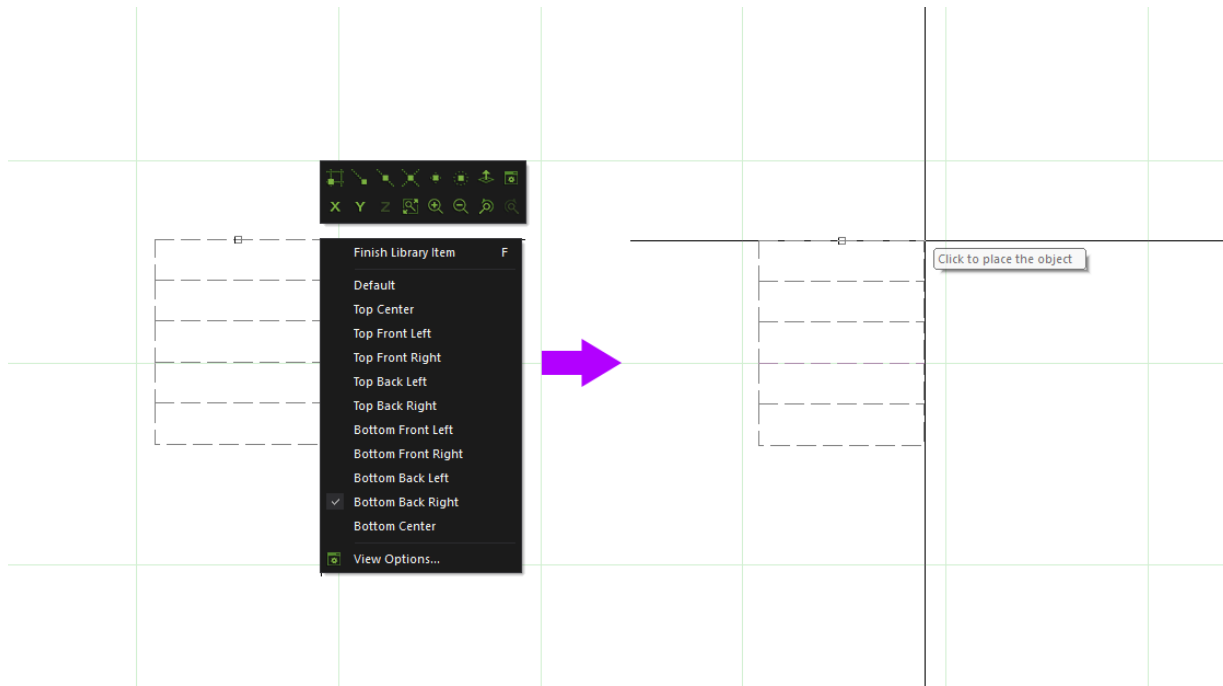 X Y Z
Finish Library Item F
Default
Top Center
Top Front Left
Top Front Right
Top Back Left
Top Back Right
Bottom Front Left
Bottom Front Right
Bottom Back Left
Bottom Back Right
Bottom Center
View Options...
Click to place the object